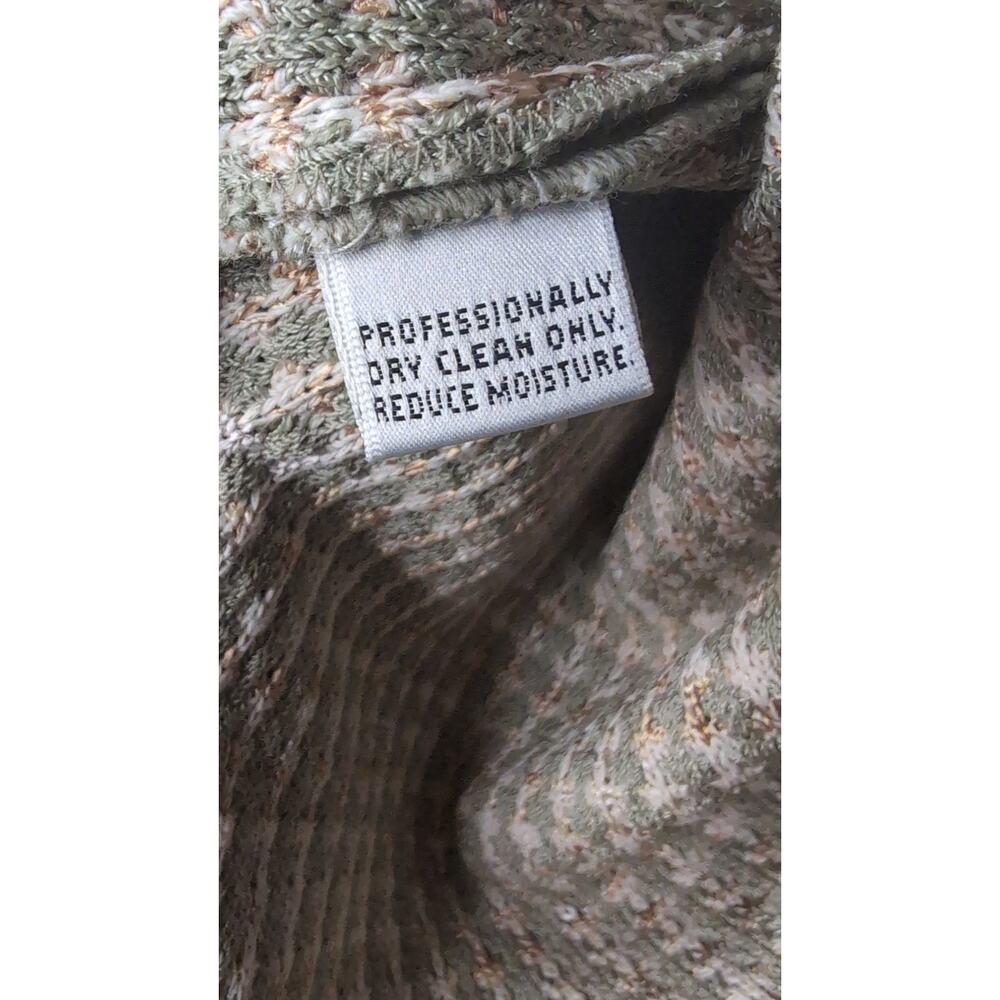 PROFESSIONALLY
DRY CLEAN ONLY.
REDUCE MOISTURE.